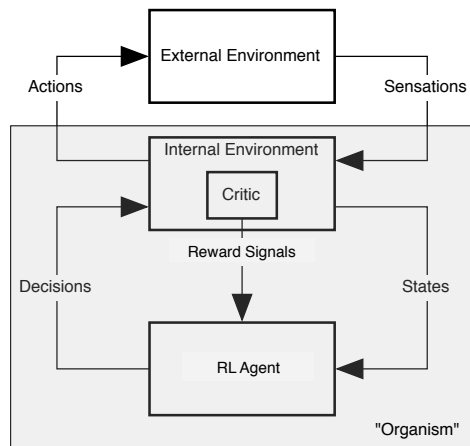 External Environment
Actions
Sensations
Internal Environment
Critic
Reward Signals
Decisions
States
RL Agent
"Organism"